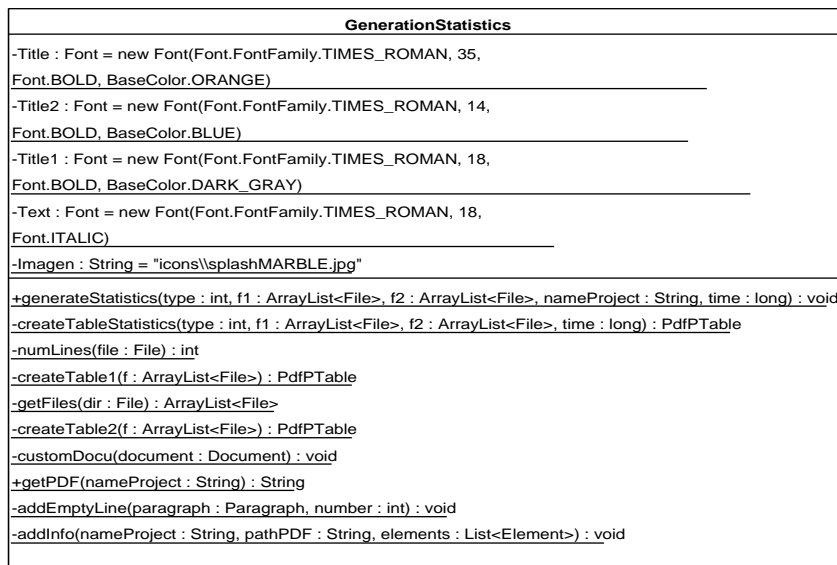 GenerationStatistics
-Title : Font = new Font(Font.FontFamily.TIMES_ROMAN, 35,
Font.BOLD, BaseColor.ORANGE)
-Title2 : Font = new Font(Font.FontFamily.TIMES_ROMAN, 14,
Font.BOLD, BaseColor.BLUE)
-Title1 : Font = new Font(Font.FontFamily.TIMES_ROMAN, 18,
Font.BOLD, BaseColor.DARK_GRAY)
-Text : Font = new Font(Font.FontFamily.TIMES_ROMAN, 18,
Font.ITALIC)
-Imagen : String = "icons\\splashMARBLE.jpg"
+generateStatistics(type : int, f1 : ArrayList<File>, f2 : ArrayList<File>, nameProject : String, time : long) : void
-createTableStatistics(type : int, f1 : ArrayList<File>, f2 : ArrayList<File>, time : long) : PdfPTable
-numLines(file : File) : int
-createTable1(f : ArrayList<File>) : PdfPTable
-getFiles(dir : File) : ArrayList<File>
-createTable2(f : ArrayList<File>) : PdfPTable
-customDocu(document : Document) : void
+getPDF(nameProject : String) : String
-addEmptyLine(paragraph : Paragraph, number : int) : void
-addInfo(nameProject : String, pathPDF : String, elements : List<Element>) : void